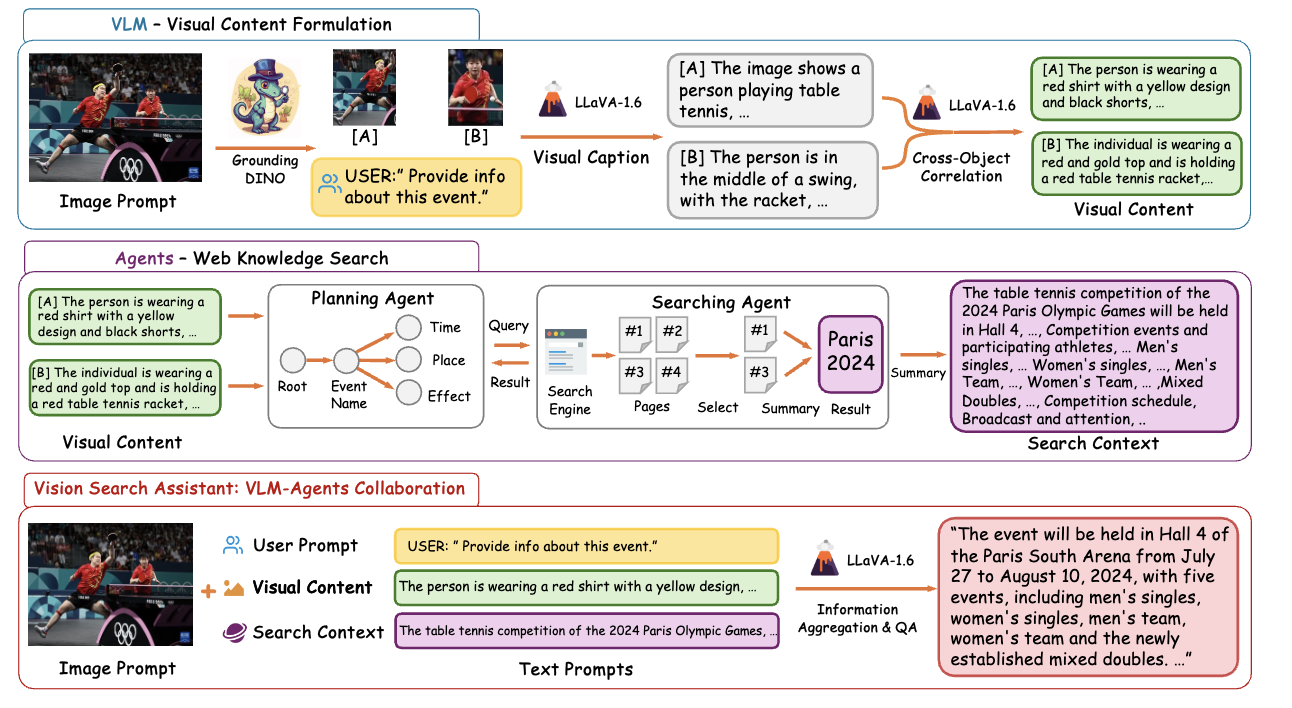 VLM – Visual Content Formulation
Image Prompt
Grounding
DINO
[A]
[B]
USER:” Provide info
about this event.”
LLaVA-1.6
Visual Caption
[A] The image shows a
person playing table
tennis, …
[B] The person is in
the middle of a swing,
with the racket, …
LLaVA-1.6
Cross-Object
Correlation
[A] The person is wearing a
red shirt with a yellow design
and black shorts, …
[B] The individual is wearing a
red and gold top and is holding
a red table tennis racket,…
Visual Content
Agents – Web Knowledge Search
[A] The person is wearing a
red shirt with a yellow
design and black shorts, …
[B] The individual is wearing a
red and gold top and is holding
a red table tennis racket, …
Visual Content
Planning Agent
Root
Event
Name
Time
Place
Effect
Query
Result
Searching Agent
Search
Engine
#1
#2
#3
#4
Pages
Select
#1
#3
Summary
Paris
2024
Result
Summary
The table tennis competition of the
2024 Paris Olympic Games will be held
in Hall 4, …, Competition events and
participating athletes, … Men's
singles, … Women's singles, …, Men's
Team, …, Women's Team, … ,Mixed
Doubles, …, Competition schedule,
Broadcast and attention, ..
Search Context
Vision Search Assistant: VLM-Agents Collaboration
Image Prompt
+
User Prompt
Visual Content
Search Context
USER: ” Provide info about this event.”
The person is wearing a red shirt with a yellow design, …
The table tennis competition of the 2024 Paris Olympic Games, …
Text Prompts
LLaVA-1.6
Information
Aggregation & QA
“The event will be held in Hall 4 of
the Paris South Arena from July
27 to August 10, 2024, with five
events, including men's singles,
women's singles, men's team,
women's team and the newly
established mixed doubles. …”